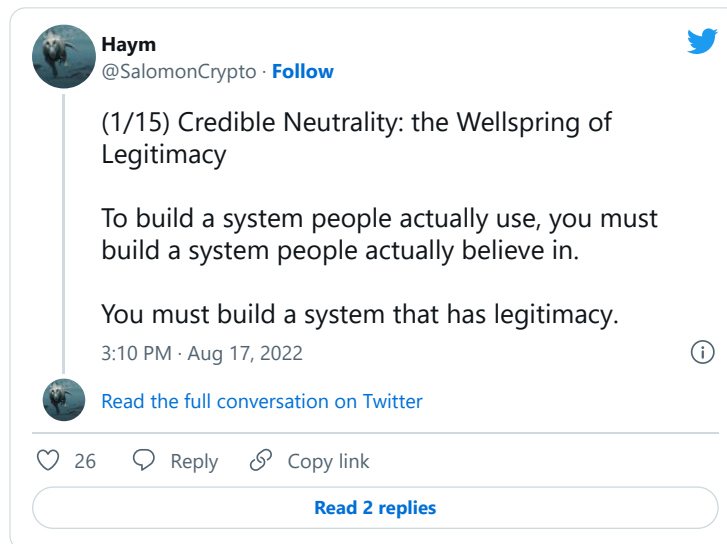 Haym
@SalomonCrypto · Follow
(1/15) Credible Neutrality: the Wellspring of
Legitimacy
To build a system people actually use, you must
build a system people actually believe in.
You must build a system that has legitimacy.
3:10 PM · Aug 17, 2022
Read the full conversation on Twitter
26 Reply Copy link
Read 2 replies